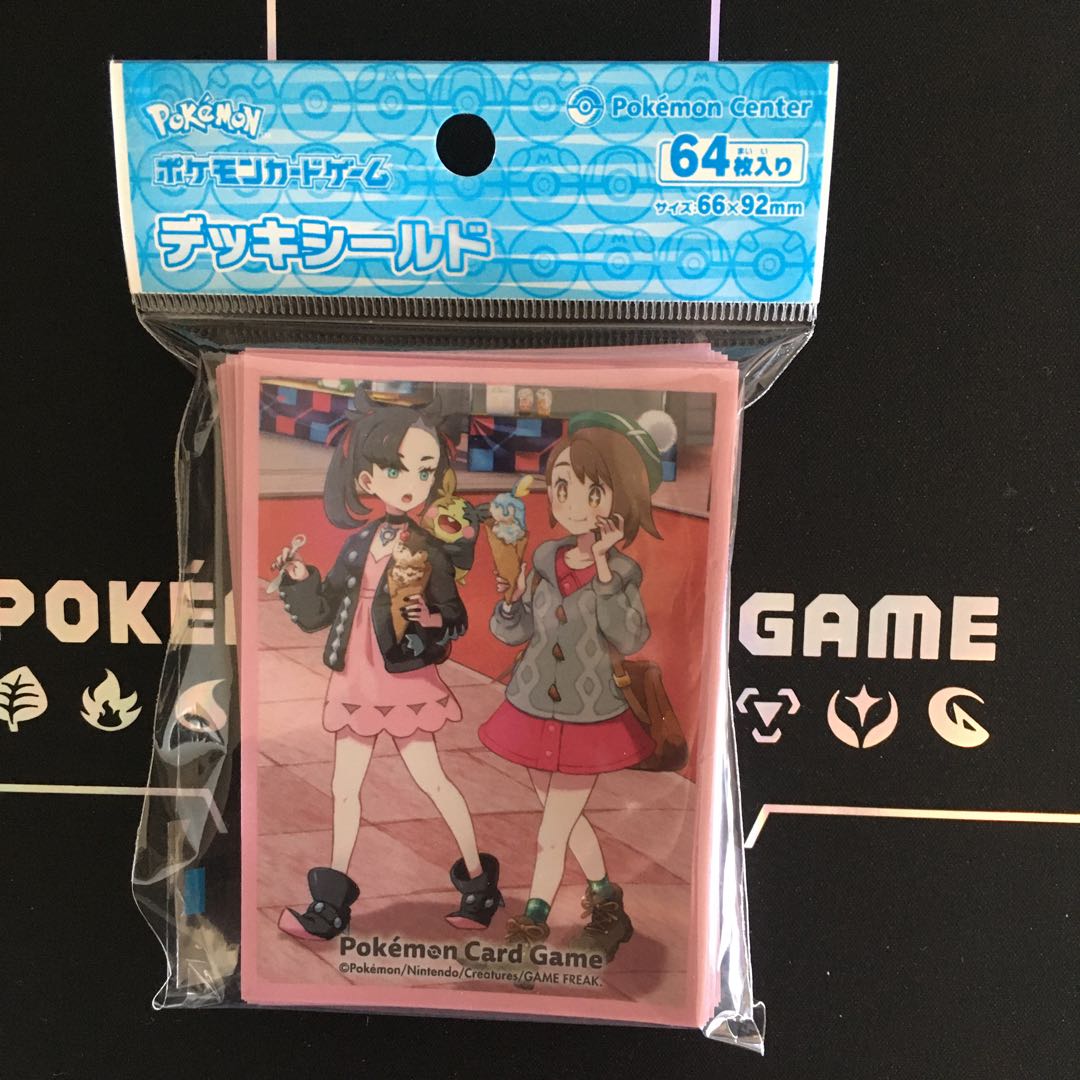 POKéMON
Pokémon Center
ポケモンカードゲーム
64枚入り
まいい
サイズ:66×92mm
デッキシールド
POKÉ
GAME
Pokémon Card Game
©Pokémon/Nintendo/Creatures/GAME FREAK.